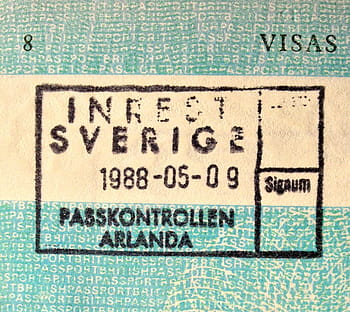 8 VISAS
INREST
SVERIGE
1988-05-09
Signum
PASSKONTROLLEN
ARLANDA